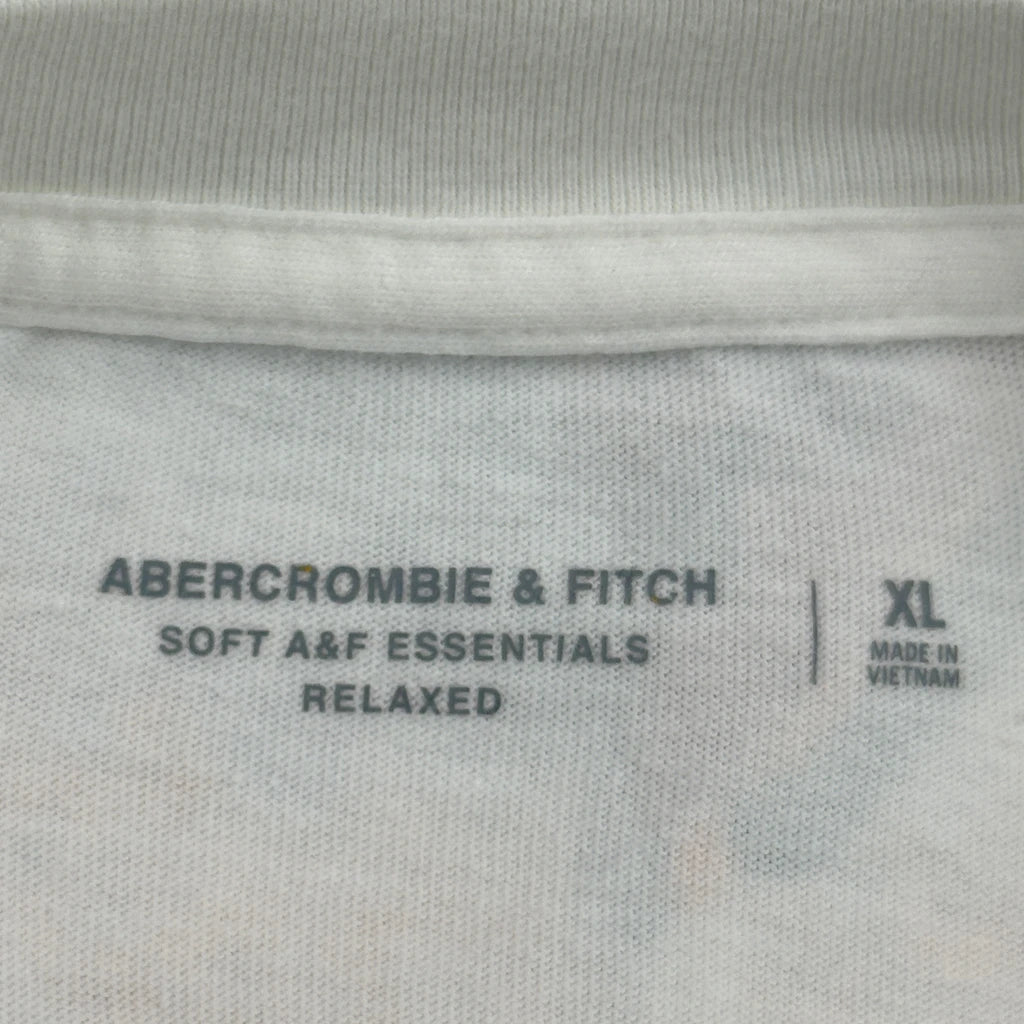 ABERCROMBIE & FITCH
SOFT A&F ESSENTIALS
RELAXED
XL
MADE IN
VIETNAM